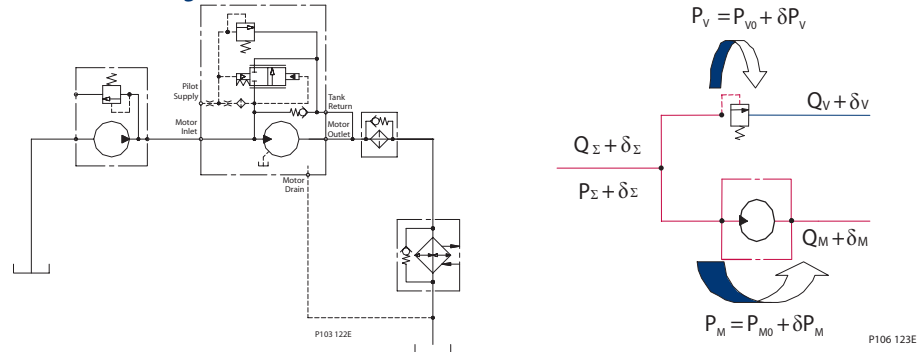 Pilot
Supply
Motor
Inlet
Tank
Return
Motor
Outlet
Motor
Drain
P103 122E
P_V = P_V0 + δP_V
Q_V + δ_V
Q_Σ + δ_Σ
P_Σ + δ_Σ
Q_M + δ_M
P_M = P_M0 + δP_M
P106 123E